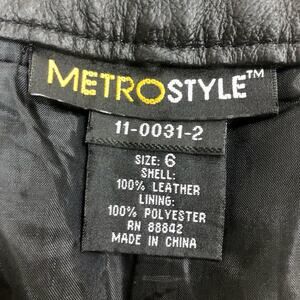 METROSTYLE™
11-0031-2
SIZE: 6
SHELL:
100% LEATHER
LINING:
100% POLYESTER
RN 88842
MADE IN CHINA